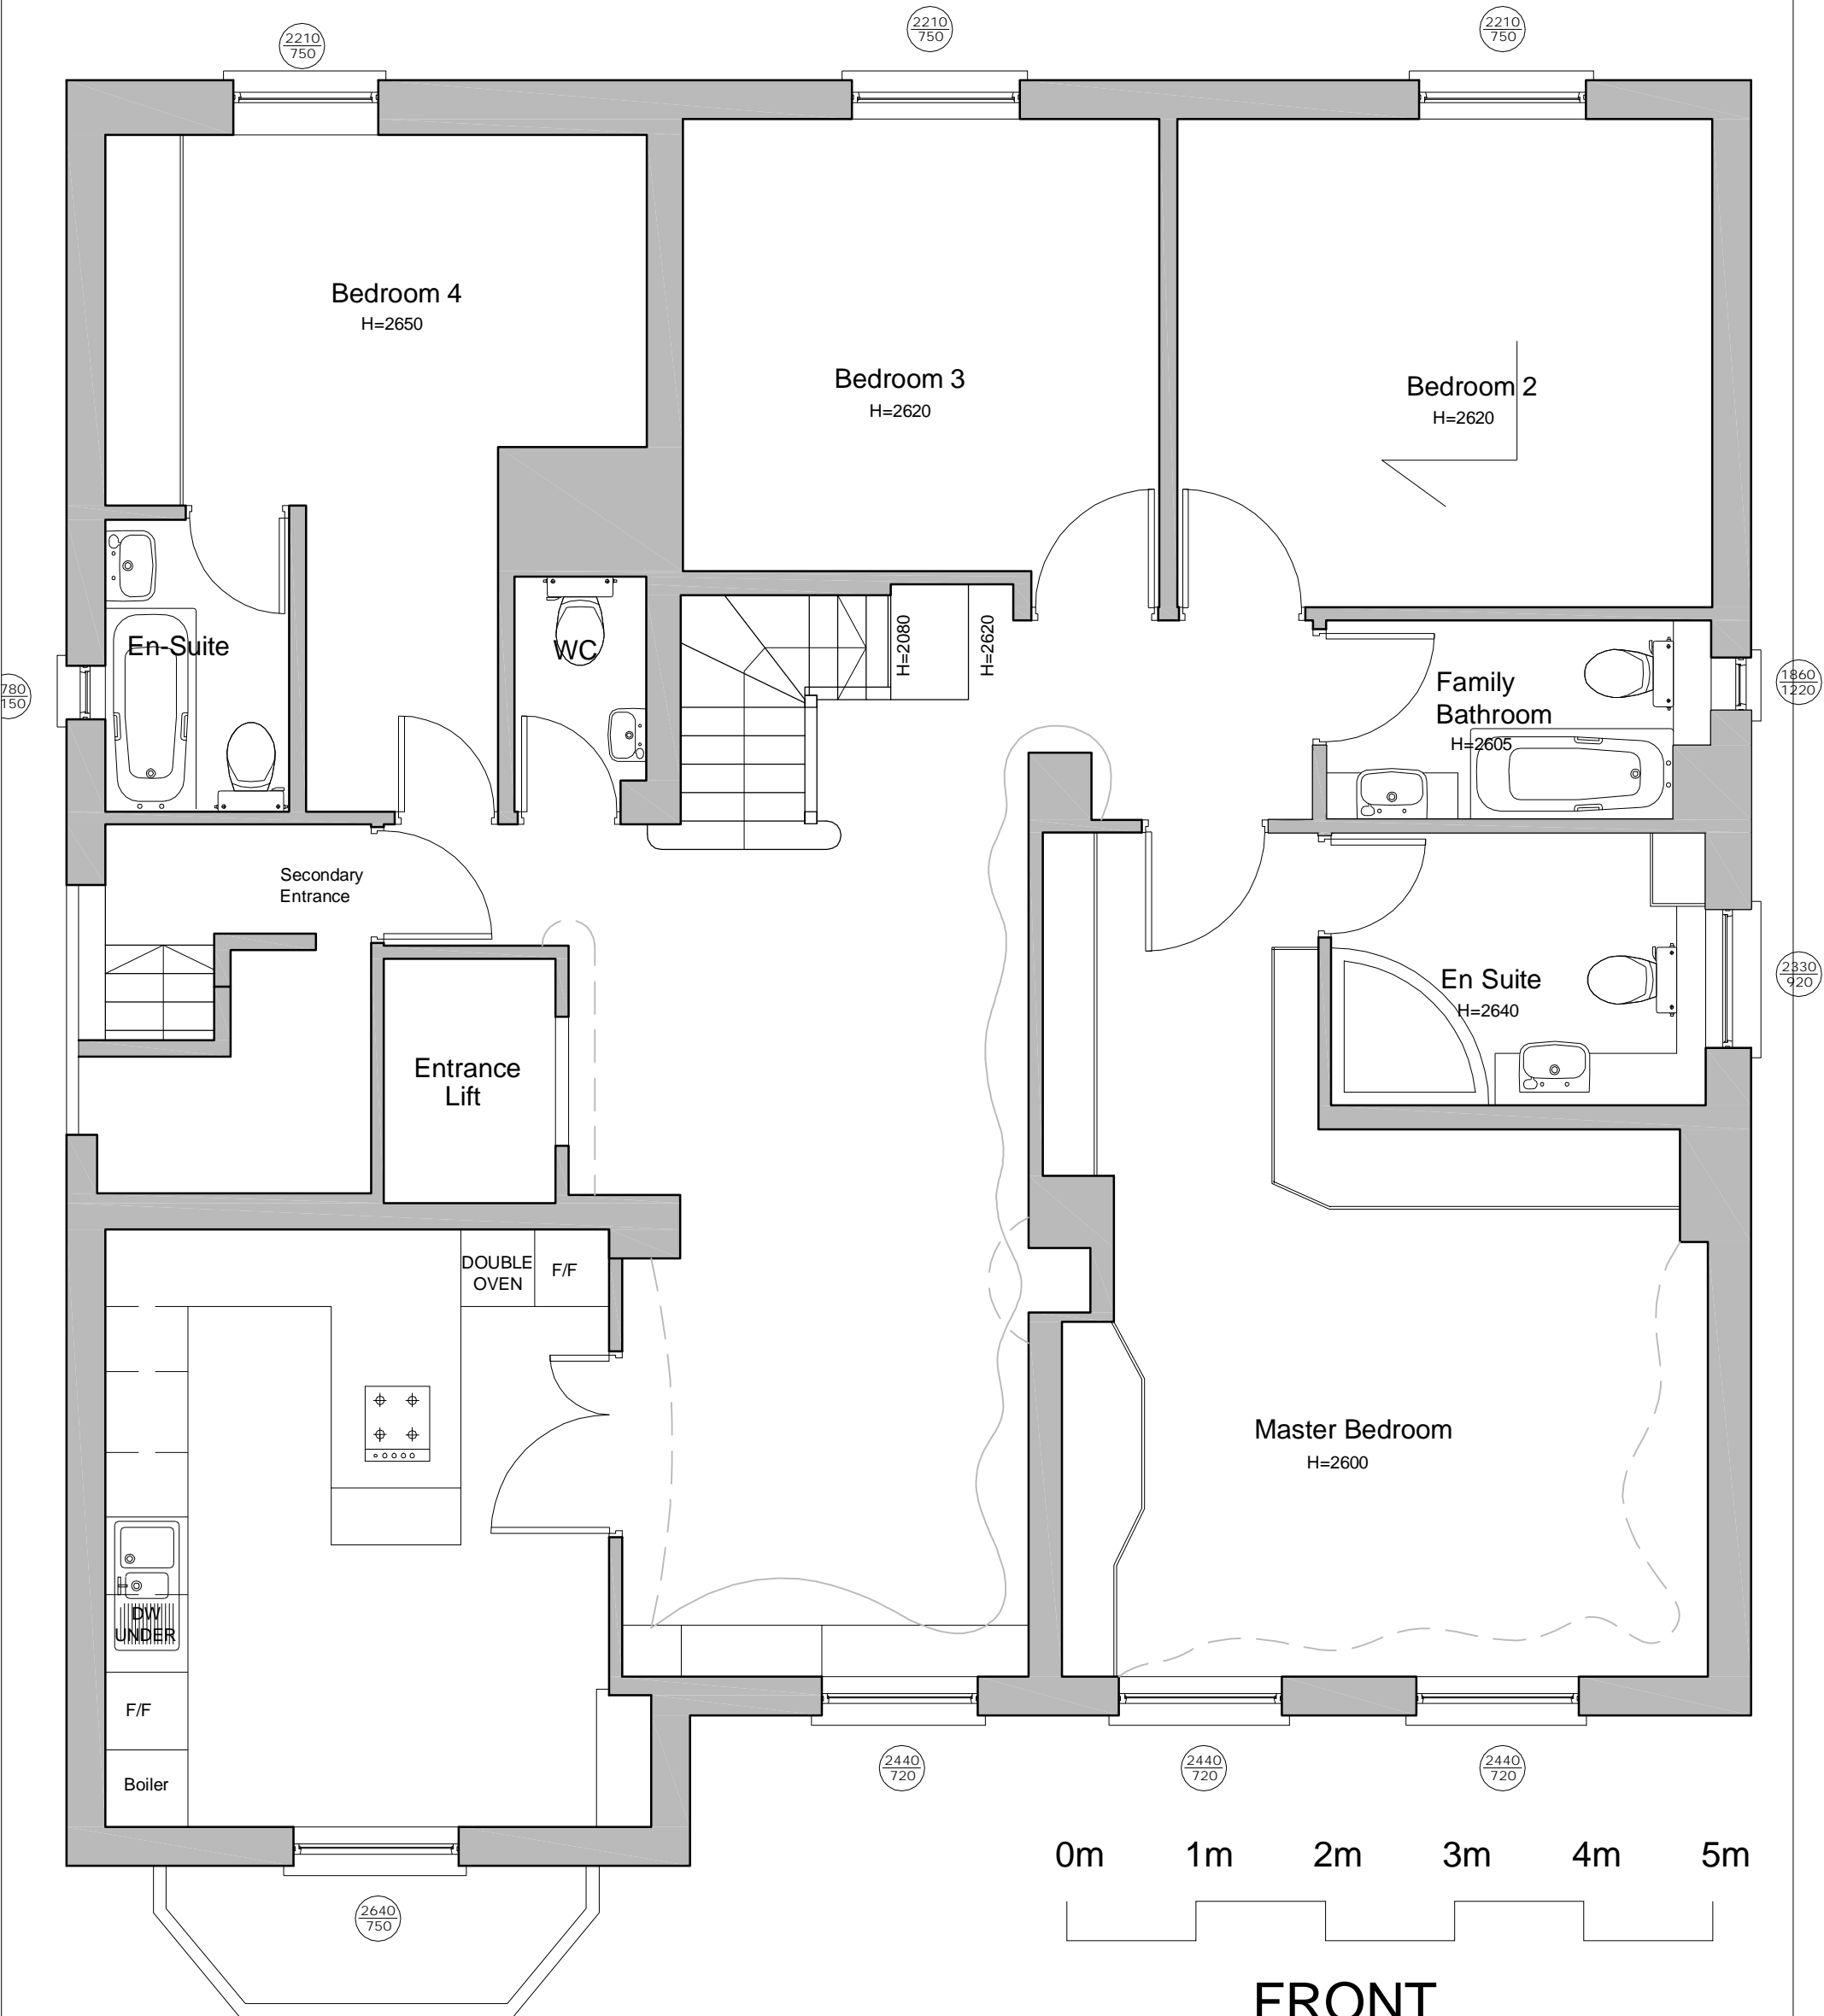 2210
750
2210
750
2210
750
Bedroom 4
H=2650
Bedroom 3
H=2620
Bedroom 2
H=2620
En-Suite
WC
H=2080
H=2620
Family
Bathroom
H=2605
780
150
1860
1220
Secondary
Entrance
En Suite
H=2640
2330
920
Entrance
Lift
DOUBLE
OVEN
F/F
Master Bedroom
H=2600
DW
UNDER
F/F
Boiler
2440
720
2440
720
2440
720
0m 1m 2m 3m 4m 5m
2640
750
FRONT